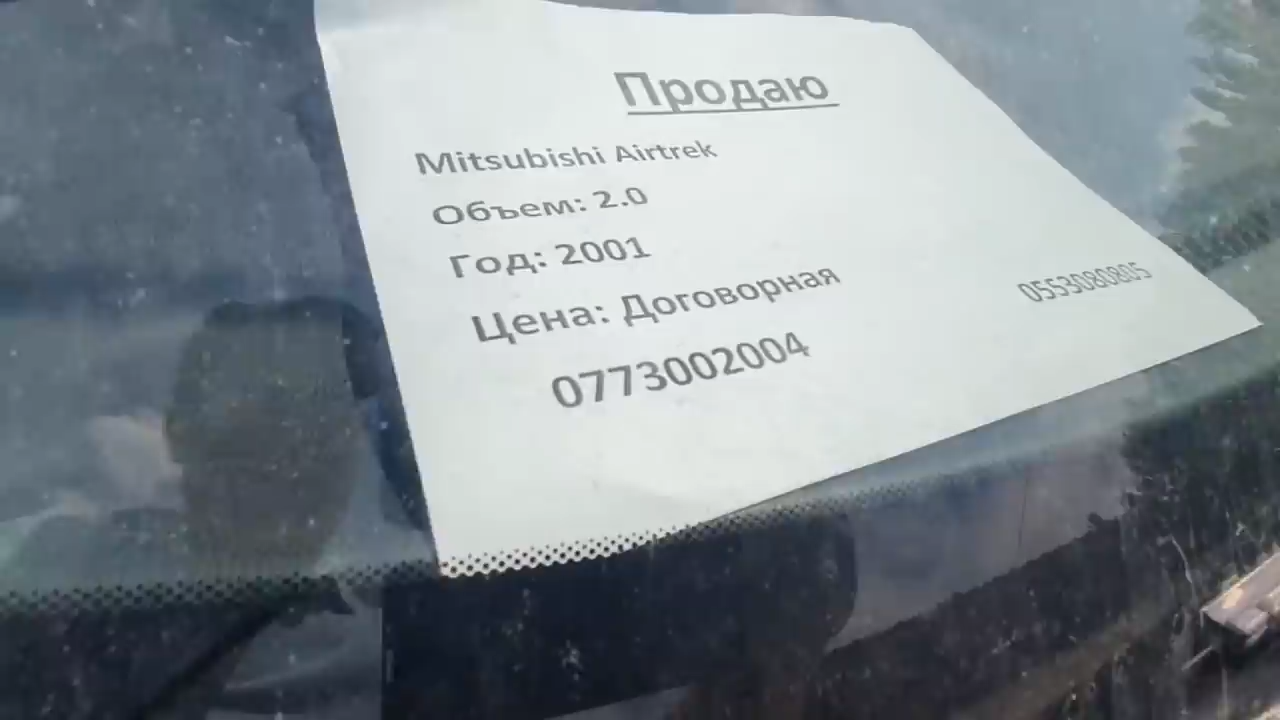 Продаю
Mitsubishi Airtrek
Объем: 2.0
Год: 2001
Цена: Договорная
0553080805
0773002004